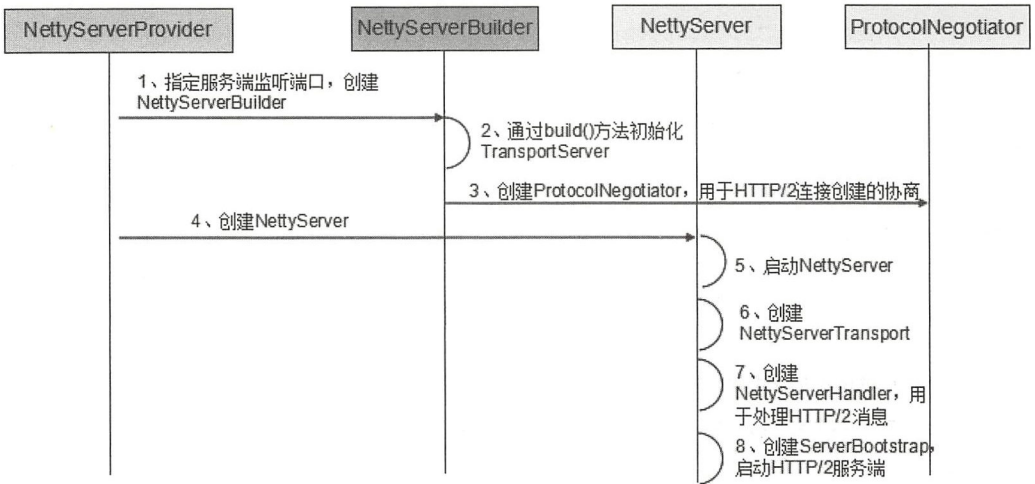 NettyServerProvider
NettyServerBuilder
NettyServer
ProtocolNegotiator
1、指定服务端监听端口，创建
NettyServerBuilder
2、通过build()方法初始化
TransportServer
3、创建ProtocolNegotiator，用于HTTP/2连接创建的协商
4、创建NettyServer
5、启动NettyServer
6、创建
NettyServerTransport
7、创建
NettyServerHandler，用
于处理HTTP/2消息
8、创建ServerBootstrap，
启动HTTP/2服务端